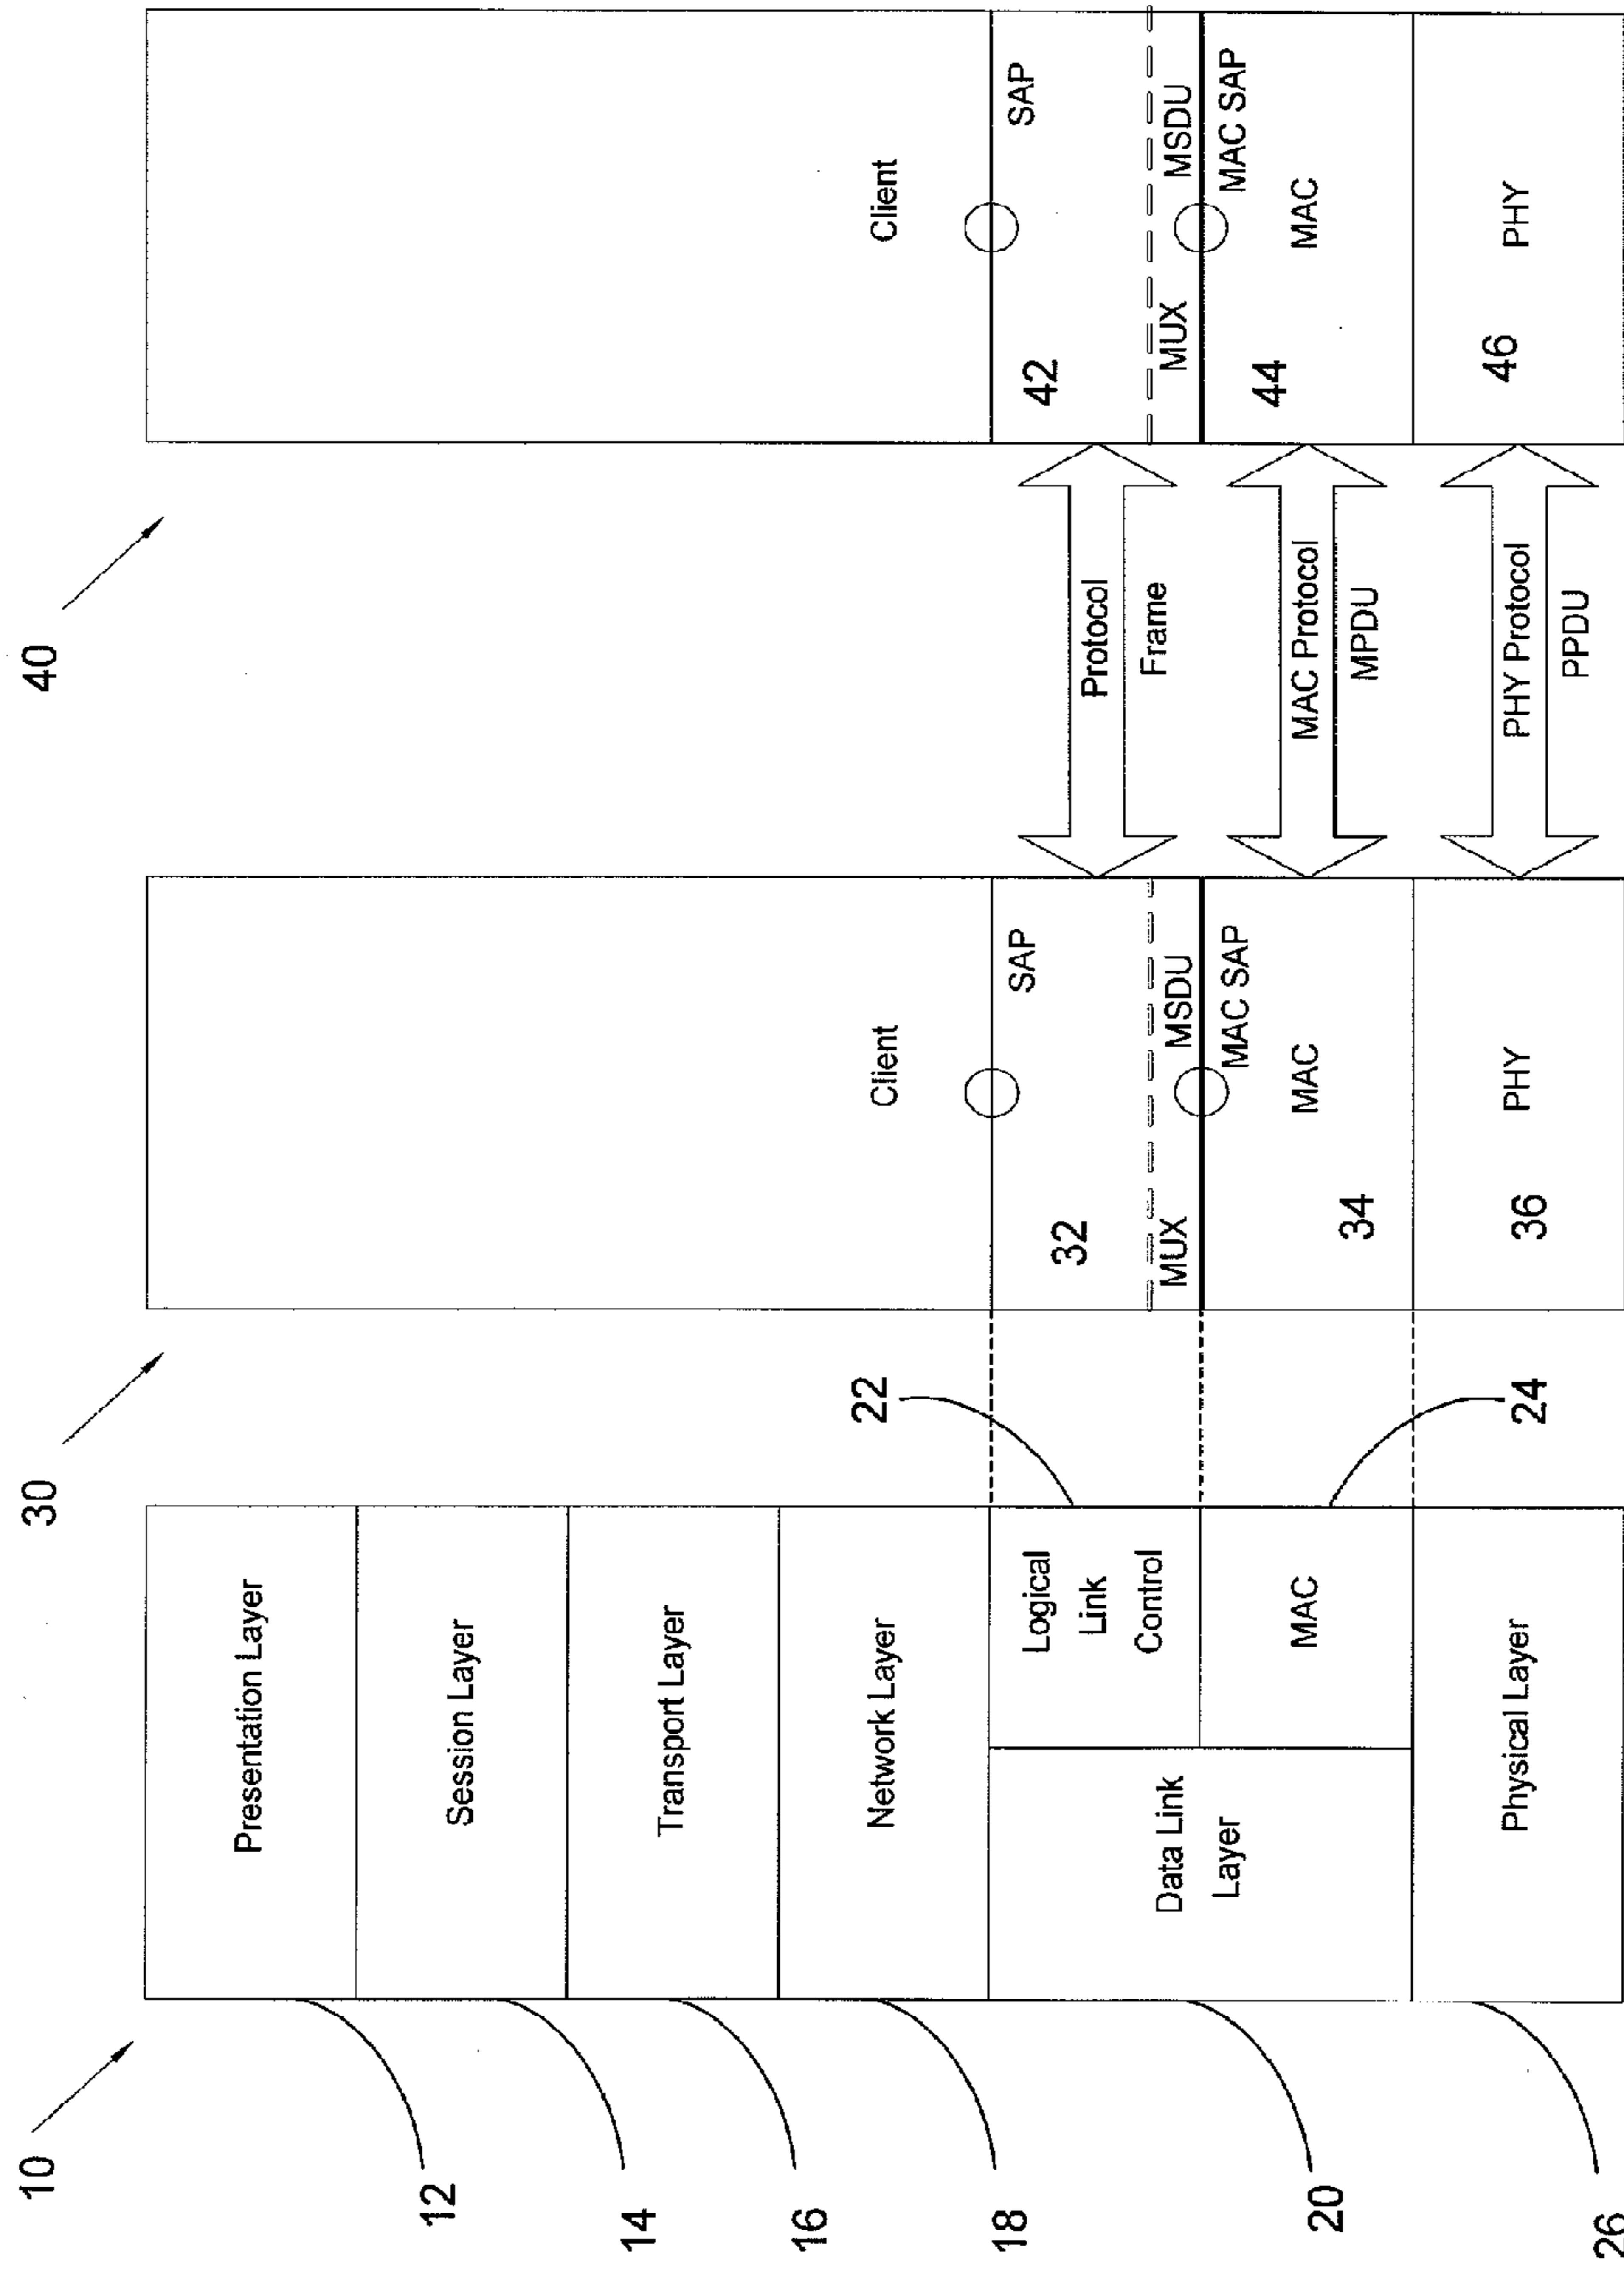 10
30
40
Presentation Layer
12
Session Layer
14
Transport Layer
16
Network Layer
18
Data Link
Layer
20
Logical
Link
Control
22
MAC
24
Physical Layer
26
Client
SAP
32
MUX
MSDU
MAC SAP
MAC
34
PHY
36
Protocol
Frame
MAC Protocol
MPDU
PHY Protocol
PPDU
Client
SAP
42
MUX
MSDU
MAC SAP
MAC
44
PHY
46